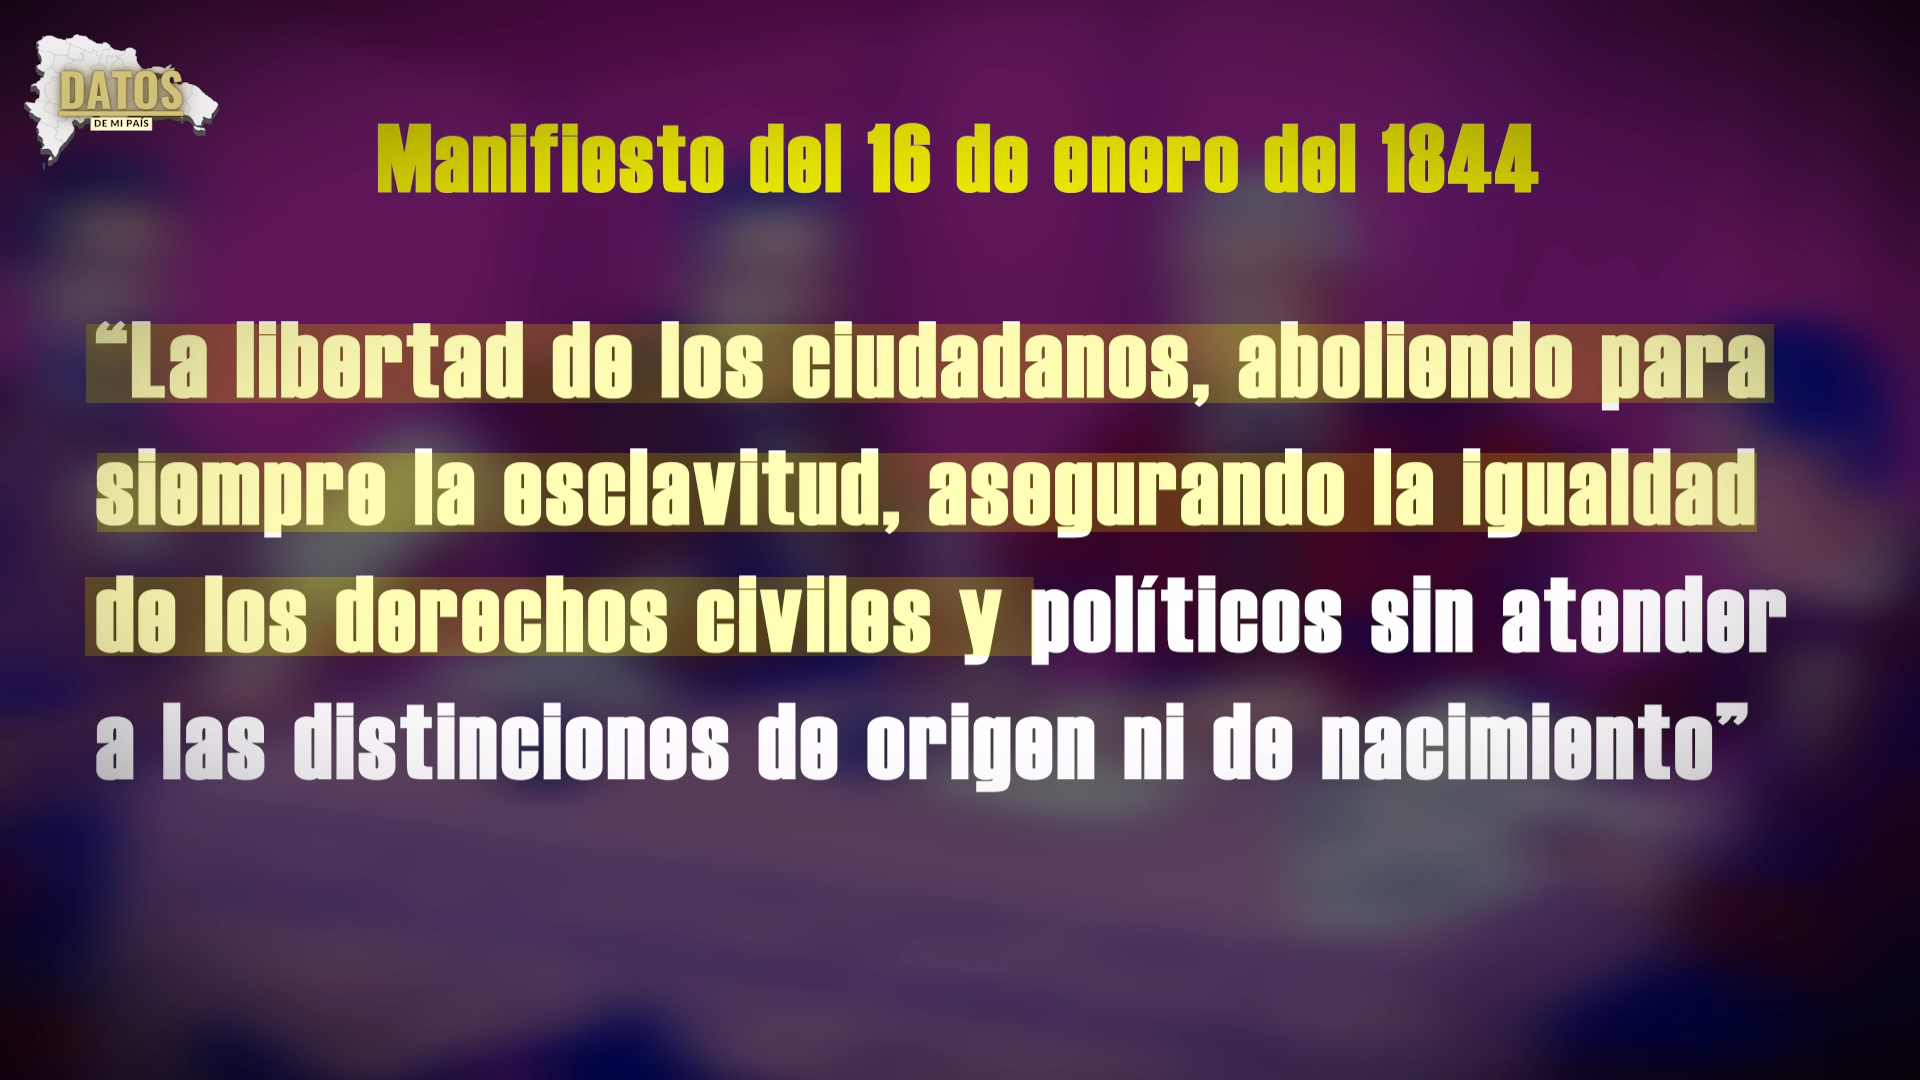 DATOS
DE MI PAÍS
Manifiesto del 16 de enero del 1844
“La libertad de los ciudadanos, aboliendo para
siempre la esclavitud, asegurando la igualdad
de los derechos civiles y políticos sin atender
a las distinciones de origen ni de nacimiento”